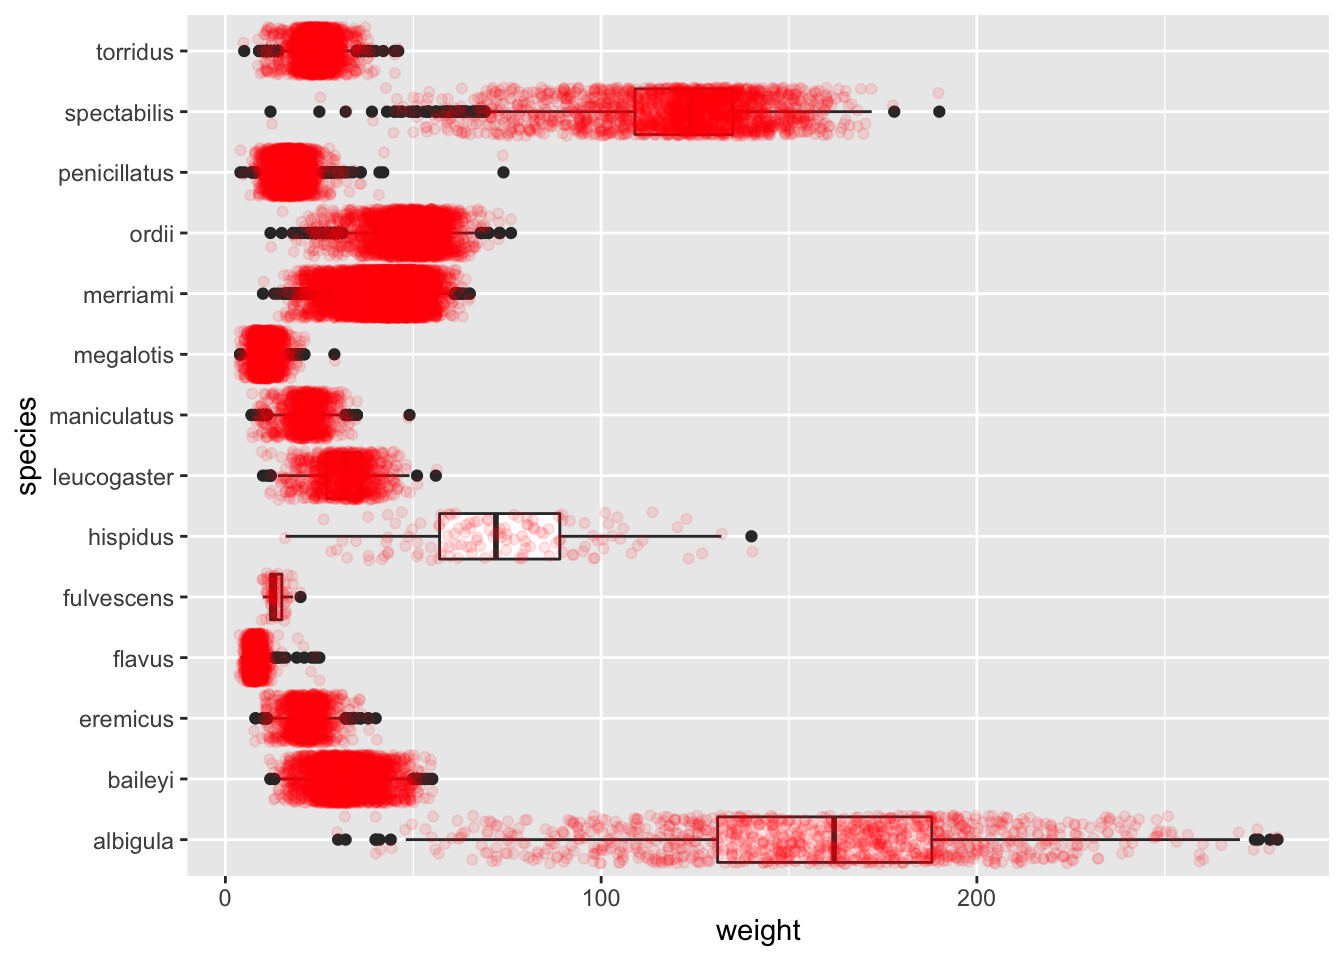 torridus
spectabilis
penicillatus
ordii
merriami
megalotis
maniculatus
leucogaster
hispidus
fulvescens
flavus
eremicus
baileyi
albigula
species
0 100 200
weight